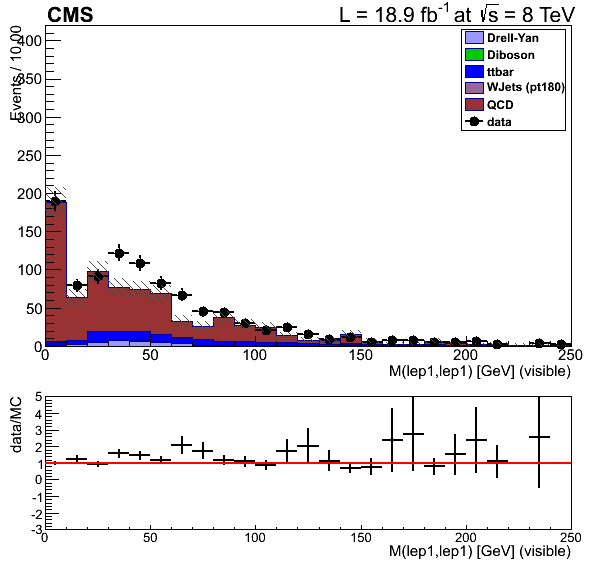 CMS L = 18.9 fb⁻¹ at √s = 8 TeV
Events / 10.00
400
350
300
250
200
150
100
50
0
Drell-Yan
Diboson
ttbar
WJets (pt180)
QCD
data
0 50 100 150 200 250
M(lep1,lep1) [GeV] (visible)
data/MC
5
4
3
2
1
0
-1
-2
-3
0 50 100 150 200 250
M(lep1,lep1) [GeV] (visible)